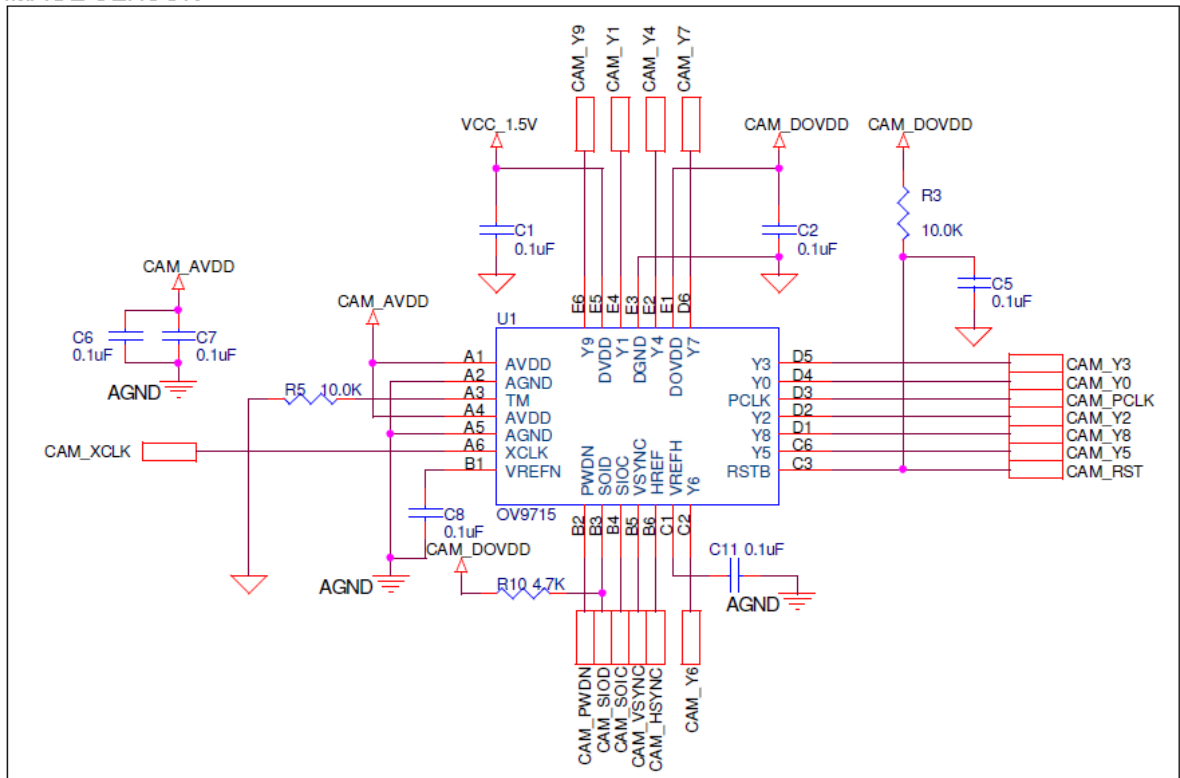 CAM_Y9
CAM_Y1
CAM_Y4
CAM_Y7
VCC_1.5V
CAM_DOVDD
CAM_DOVDD
R3
10.0K
C1
0.1uF
C2
0.1uF
C5
0.1uF
CAM_AVDD
CAM_AVDD
C6
0.1uF
C7
0.1uF
AGND
E6
E5
E4
E3
E2
E1
D6
U1
Y9
DVDD
Y1
DGND
Y4
DOVDD
Y7
A1 AVDD
A2 AGND
A3 TM
A4 AVDD
A5 AGND
A6 XCLK
B1 VREFN
R5 10.0K
CAM_XCLK
Y3 D5 CAM_Y3
Y0 D4 CAM_Y0
PCLK D3 CAM_PCLK
Y2 D2 CAM_Y2
Y8 D1 CAM_Y8
Y5 C6 CAM_Y5
RSTB C3 CAM_RST
PWDN
SOID
SIOC
VSYNC
HREF
VREFH
Y6
OV9715
B2
B3
B4
B5
B6
C1
C2
C8
0.1uF
CAM_DOVDD
AGND
R10 4.7K
C11 0.1uF
AGND
CAM_PWDN
CAM_SIOD
CAM_SOIC
CAM_VSYNC
CAM_HSYNC
CAM_Y6